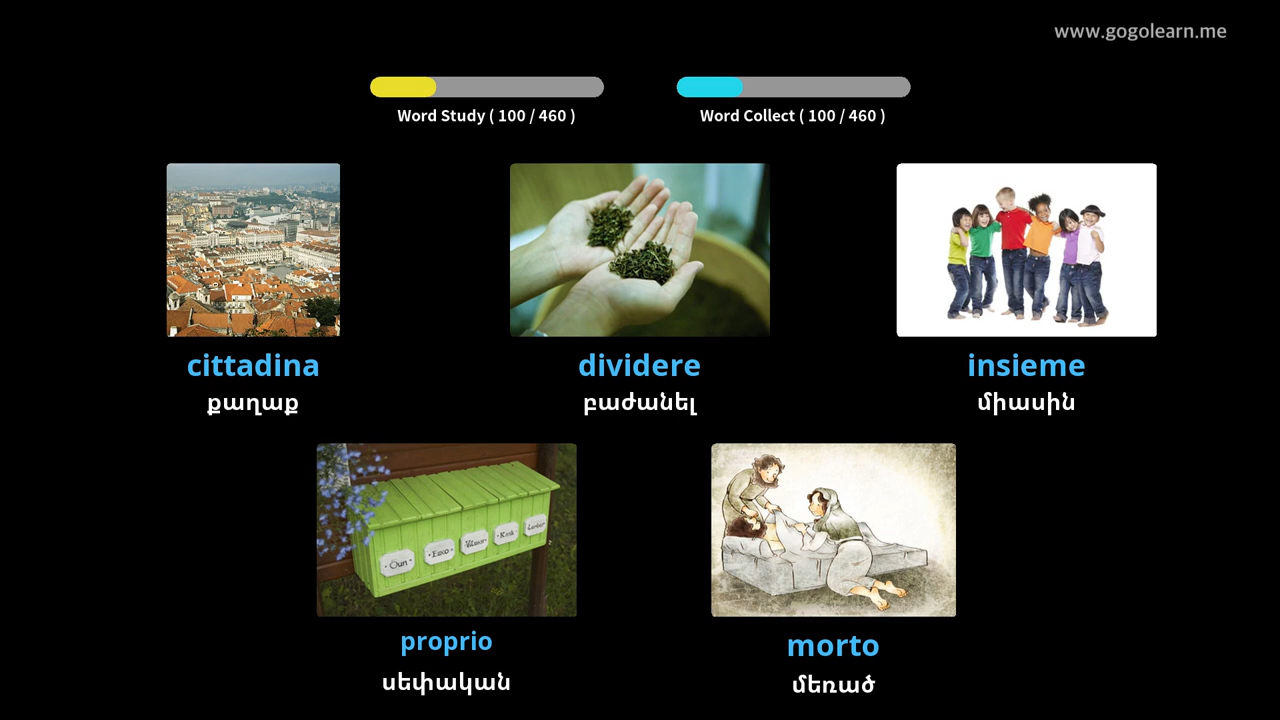 www.gogolearn.me
Word Study ( 100 / 460 )
Word Collect ( 100 / 460 )
cittadina
քաղաք
dividere
բաժանել
insieme
միասին
proprio
սեփական
morto
մեռած